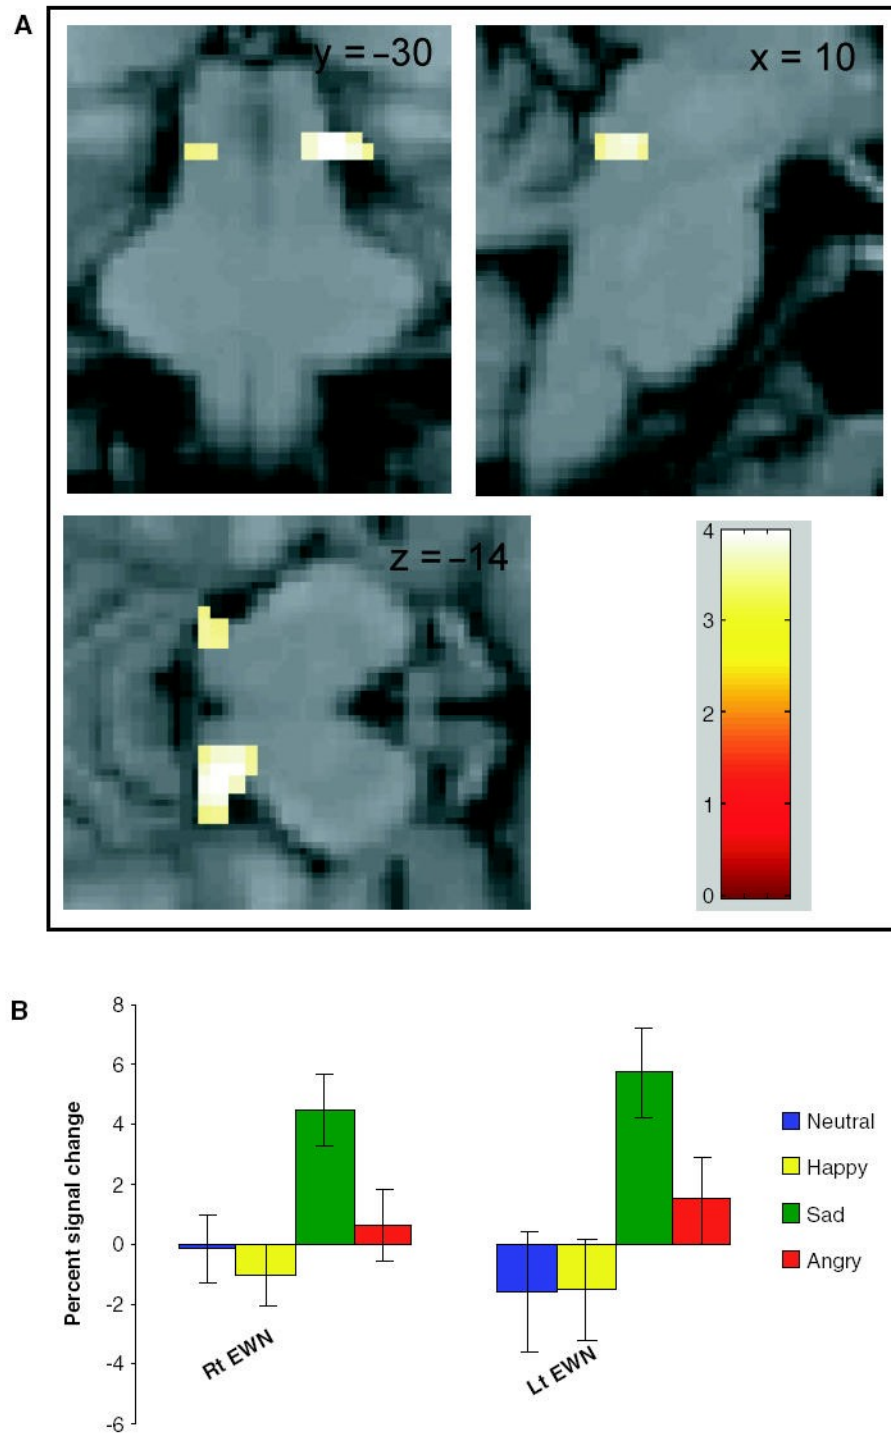 A
y = –30
x = 10
z = –14
4
3
2
1
0
B
Percent signal change
8
6
4
2
0
-2
-4
-6
Rt EWN
Lt EWN
Neutral
Happy
Sad
Angry